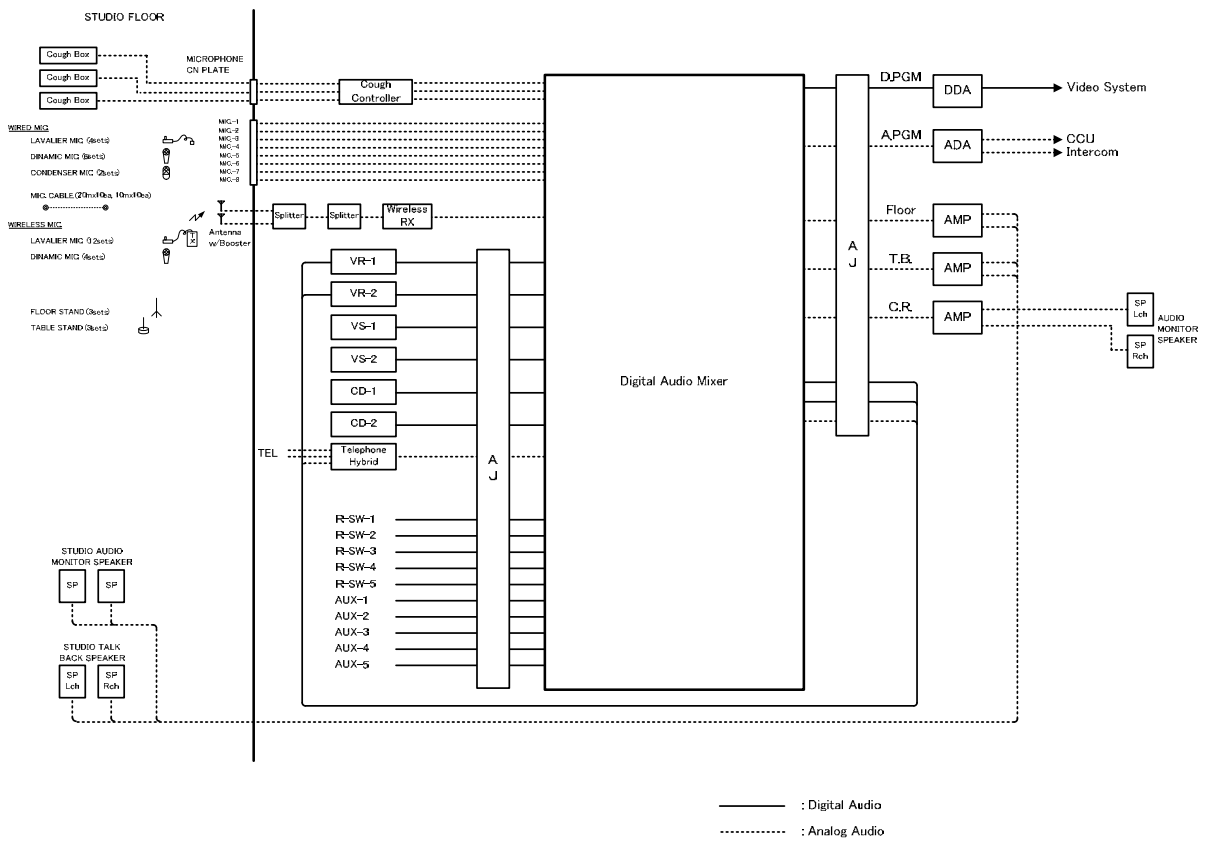 STUDIO FLOOR
Cough Box
Cough Box
Cough Box
MICROPHONE
CN PLATE
Cough
Controller
WIRED MIC
LAVALIER MIC (4sets)
DINAMIC MIC (6sets)
CONDENSER MIC (2sets)
MIC. CABLE(20mx10ea, 10mx10ea)
MIC.-1
MIC.-2
MIC.-3
MIC.-4
MIC.-5
MIC.-6
MIC.-7
MIC.-8
WIRELESS MIC
LAVALIER MIC (12sets)
DINAMIC MIC (4sets)
TX
Antenna
w/Booster
Splitter
Splitter
Wireless
RX
FLOOR STAND (3sets)
TABLE STAND (3sets)
VR-1
VR-2
VS-1
VS-2
CD-1
CD-2
TEL
Telephone
Hybrid
R-SW-1
R-SW-2
R-SW-3
R-SW-4
R-SW-5
AUX-1
AUX-2
AUX-3
AUX-4
AUX-5
A
J
Digital Audio Mixer
A
J
D.PGM
DDA
Video System
A.PGM
ADA
CCU
Intercom
Floor
AMP
T.B.
AMP
C.R.
AMP
SP
Lch
SP
Rch
AUDIO
MONITOR
SPEAKER
STUDIO AUDIO
MONITOR SPEAKER
SP
SP
STUDIO TALK
BACK SPEAKER
SP
Lch
SP
Rch
: Digital Audio
: Analog Audio